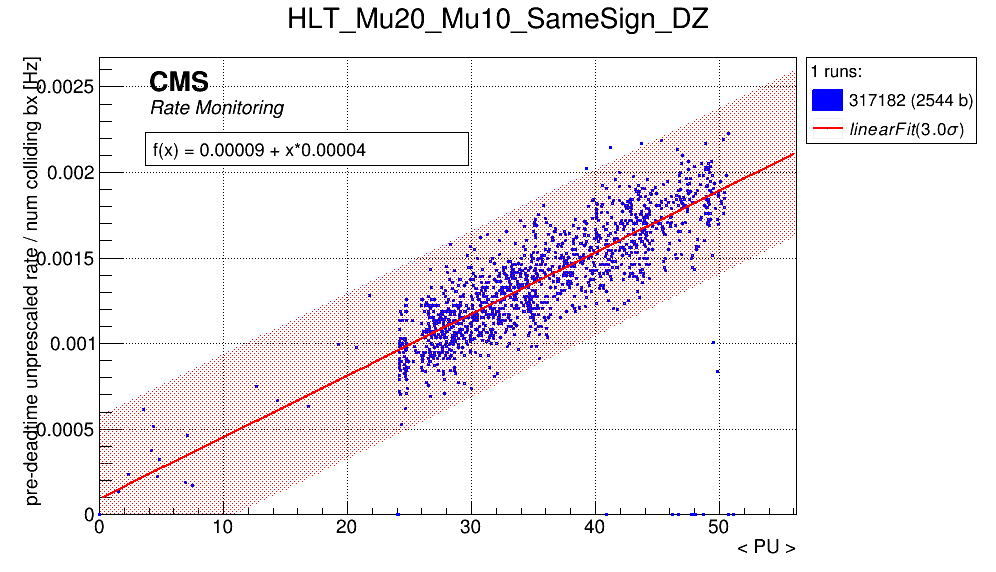 HLT_Mu20_Mu10_SameSign_DZ
pre-deadtime unprescaled rate / num colliding bx [Hz]
CMS
Rate Monitoring
f(x) = 0.00009 + x*0.00004
1 runs:
317182 (2544 b)
linearFit(3.0σ)
0.0025
0.002
0.0015
0.001
0.0005
0
0 10 20 30 40 50
< PU >